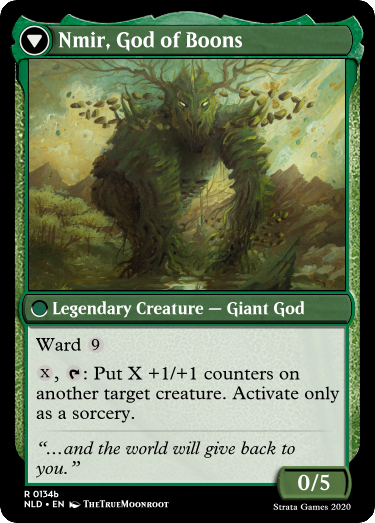 Nmir, God of Boons
Legendary Creature — Giant God
Ward 9
X, T: Put X +1/+1 counters on
another target creature. Activate only
as a sorcery.
“…and the world will give back to
you.”
0/5
R 0134b
NLD • EN TheTrueMoonroot
Strata Games 2020